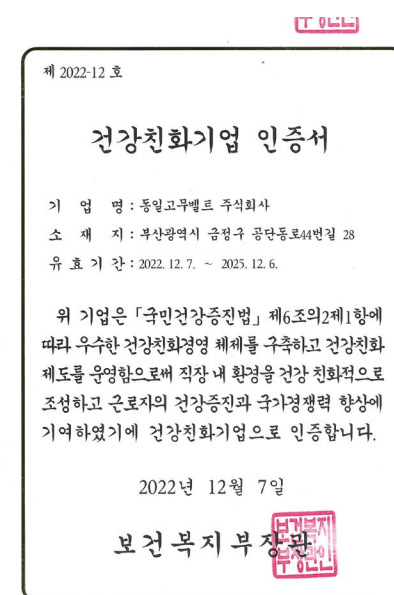 제 2022-12 호
건강친화기업 인증서
기 업 명 : 동일고무벨트 주식회사
소 재 지 : 부산광역시 금정구 공단동로44번길 28
유 효 기 간 : 2022. 12. 7. ~ 2025. 12. 6.
위 기업은 「국민건강증진법」 제6조의2제1항에
따라 우수한 건강친화경영 체제를 구축하고 건강친화
제도를 운영함으로써 직장 내 환경을 건강 친화적으로
조성하고 근로자의 건강증진과 국가경쟁력 향상에
기여하였기에 건강친화기업으로 인증합니다.
2022년 12월 7일
보건복지부장관
보건복지
부장관인